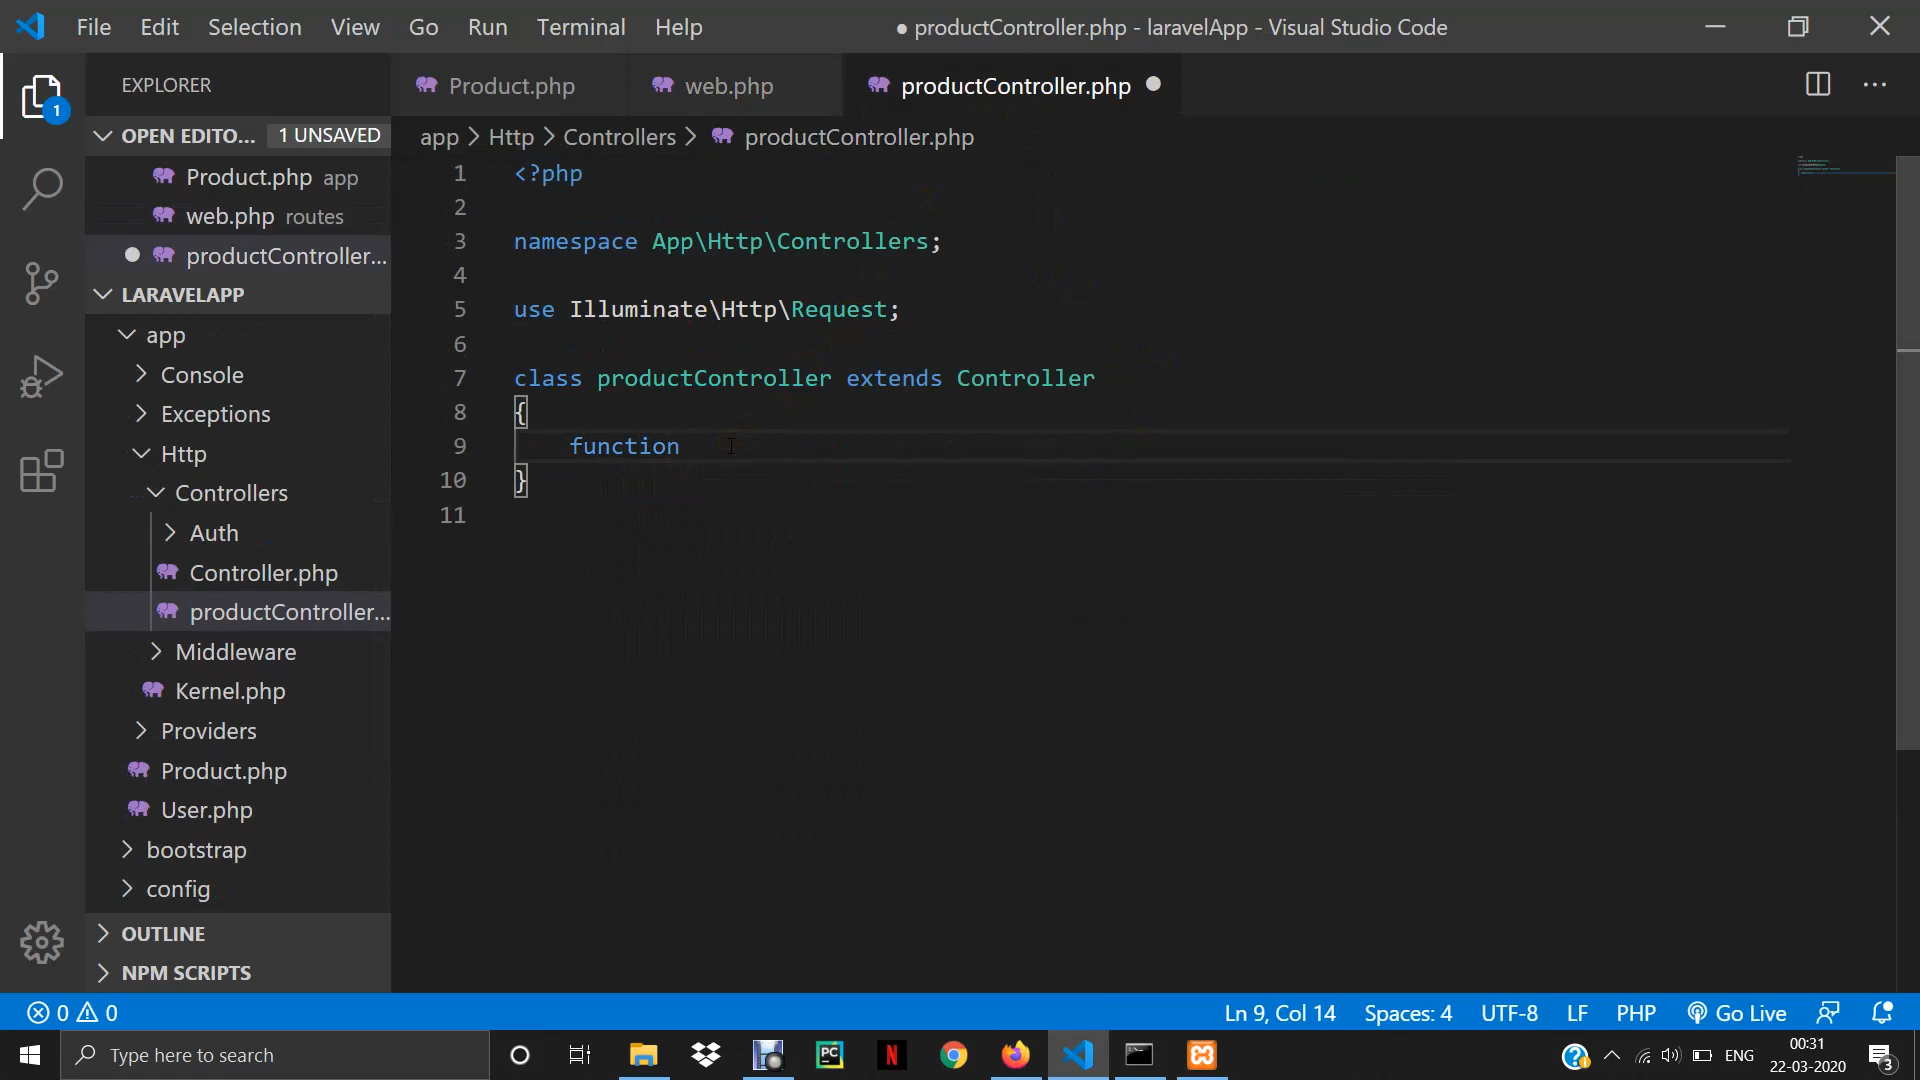 File Edit Selection View Go Run Terminal Help
● productController.php - laravelApp - Visual Studio Code
EXPLORER
Product.php
web.php
productController.php
1
OPEN EDITO... 1 UNSAVED
Product.php app
web.php routes
productController...
LARAVELAPP
app
Console
Exceptions
Http
Controllers
Auth
Controller.php
productController...
Middleware
Kernel.php
Providers
Product.php
User.php
bootstrap
config
OUTLINE
NPM SCRIPTS
app > Http > Controllers > productController.php
1 <?php
2
3 namespace App\Http\Controllers;
4
5 use Illuminate\Http\Request;
6
7 class productController extends Controller
8 {
9 function
10 }
11
0 0
Ln 9, Col 14 Spaces: 4 UTF-8 LF PHP Go Live
Type here to search
PC
N
ENG
00:31
22-03-2020
3